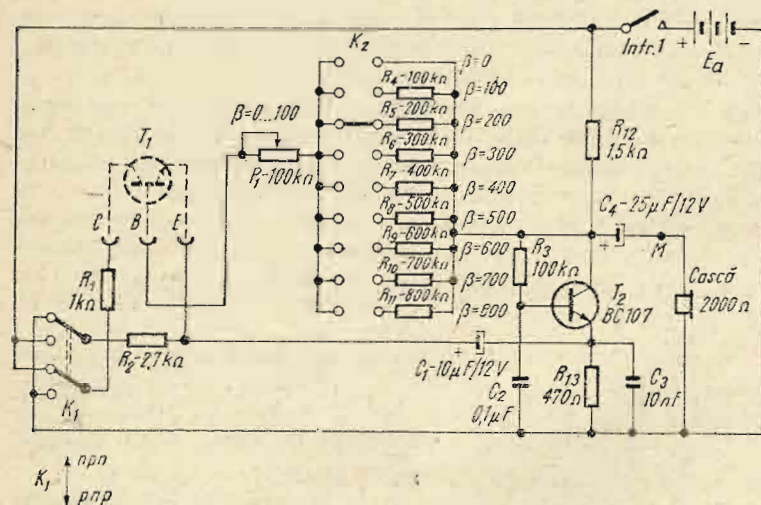 K2
Intr.1
+
-
Ea
β=0
R4-100kΩ
β=100
R5-200kΩ
β=200
R6-300kΩ
β=300
R7-400kΩ
β=400
R8-500kΩ
β=500
R9-600kΩ
β=600
R10-700kΩ
β=700
R11-800kΩ
β=800
β=0...100
P1-100kΩ
T1
C
B
E
R1
1kΩ
R2-2,7kΩ
K1
K1
npn
pnp
R12
1,5kΩ
C4-25μF/12V
+
M
R3
100kΩ
T2
BC107
Cască
2000Ω
+
C1-10μF/12V
C2
0,1μF
R13
470Ω
C3
10nF